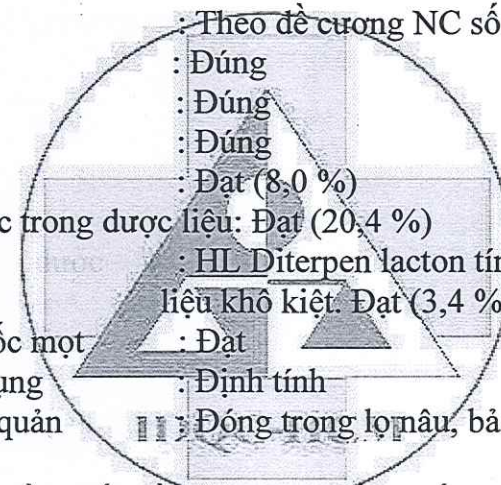 : Theo đề cương NC số
: Đúng
: Đúng
: Đúng
: Đạt (8,0 %)
c trong dược liệu: Đạt (20,4 %)
: HL Diterpen lacton tín
liệu khô kiệt. Đạt (3,4 %
ốc mọt : Đạt
ụng : Định tính
quản : Đóng trong lọ nâu, bả